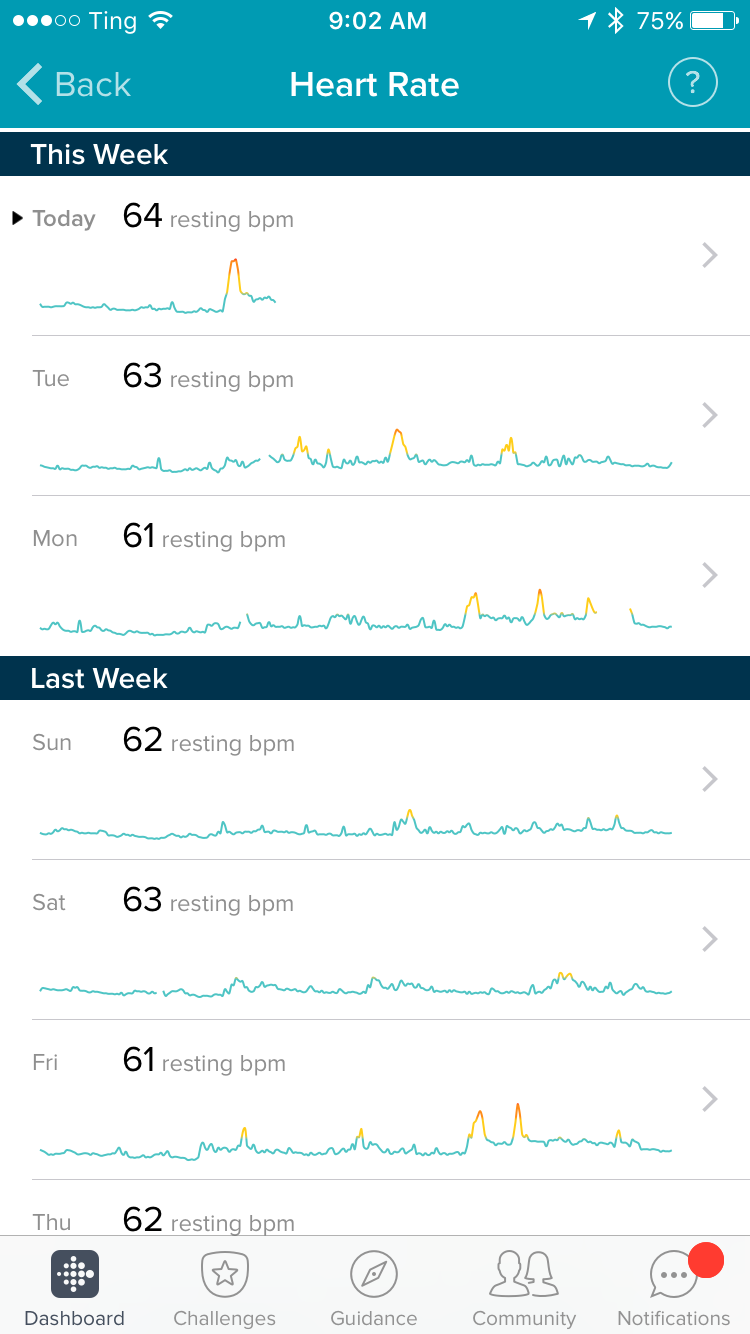 Ting 9:02 AM 75%
Back Heart Rate ?
This Week
Today 64 resting bpm
Tue 63 resting bpm
Mon 61 resting bpm
Last Week
Sun 62 resting bpm
Sat 63 resting bpm
Fri 61 resting bpm
Thu 62 resting bpm
Dashboard Challenges Guidance Community Notifications